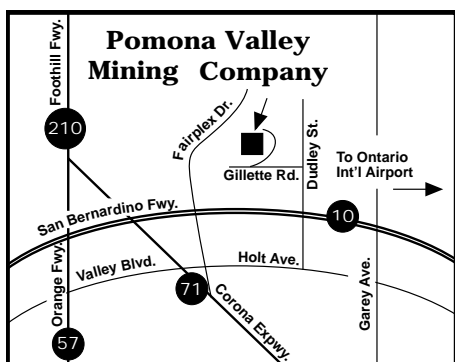 Pomona Valley
Mining Company
Foothill Fwy.
210
Fairplex Dr.
Dudley St.
Gillette Rd.
To Ontario
Int'l Airport
San Bernardino Fwy.
10
Orange Fwy.
Valley Blvd.
Holt Ave.
71
Corona Expwy.
Garey Ave.
57